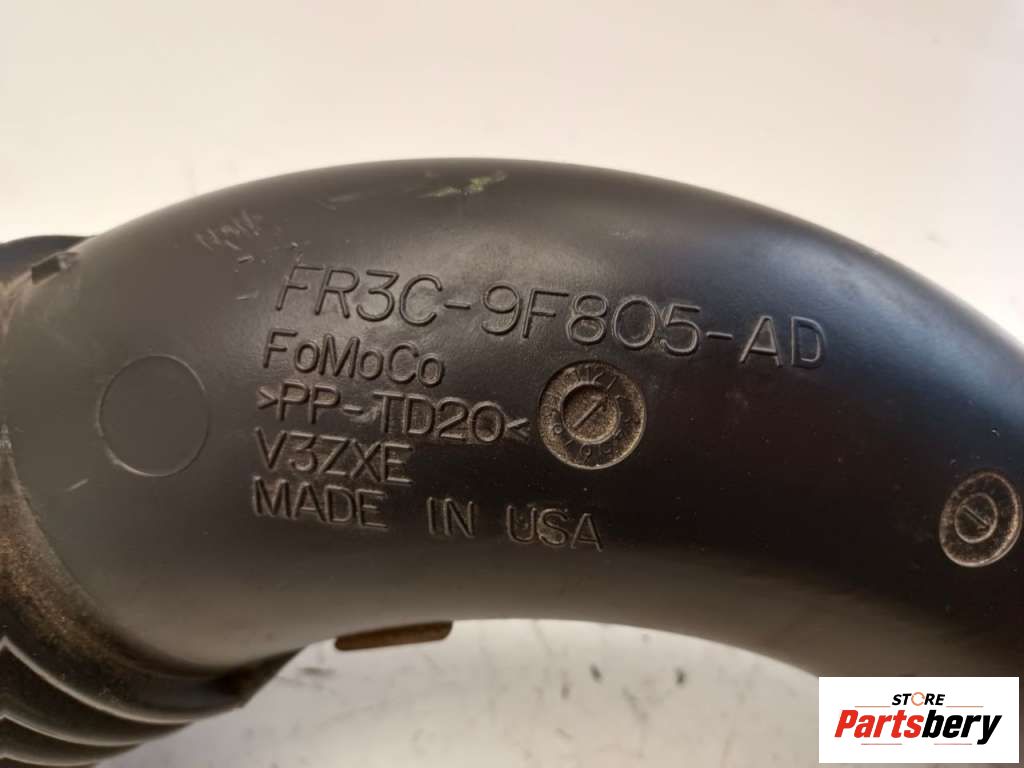 FR3C-9F805-AD
FoMoCo
>PP-TD20<
V3ZXE
MADE IN USA
STORE
Partsbery